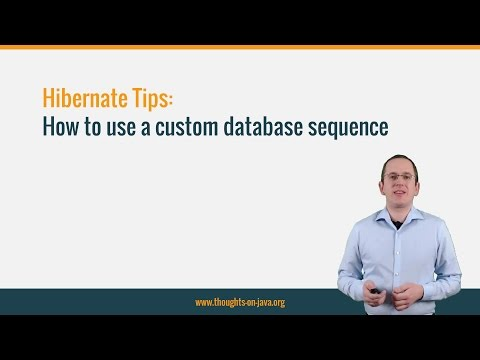 Hibernate Tips:
How to use a custom database sequence
www.thoughts-on-java.org